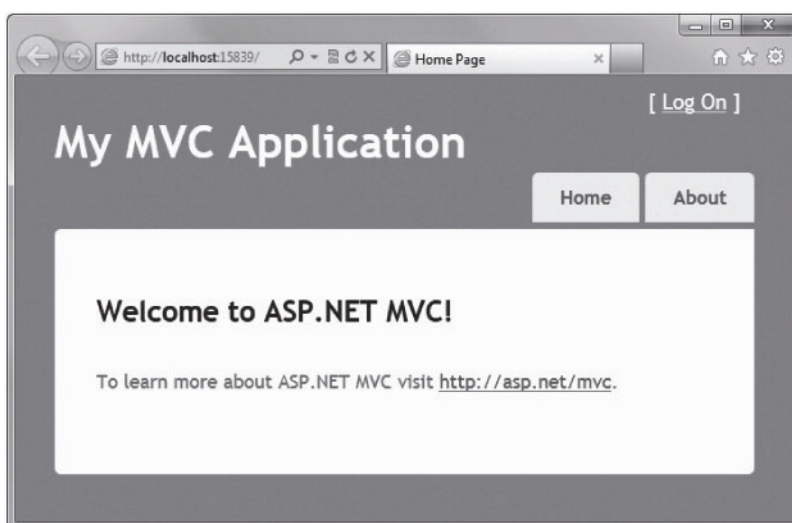 http://localhost:15839/
Home Page
[ Log On ]
My MVC Application
Home
About
Welcome to ASP.NET MVC!
To learn more about ASP.NET MVC visit http://asp.net/mvc.